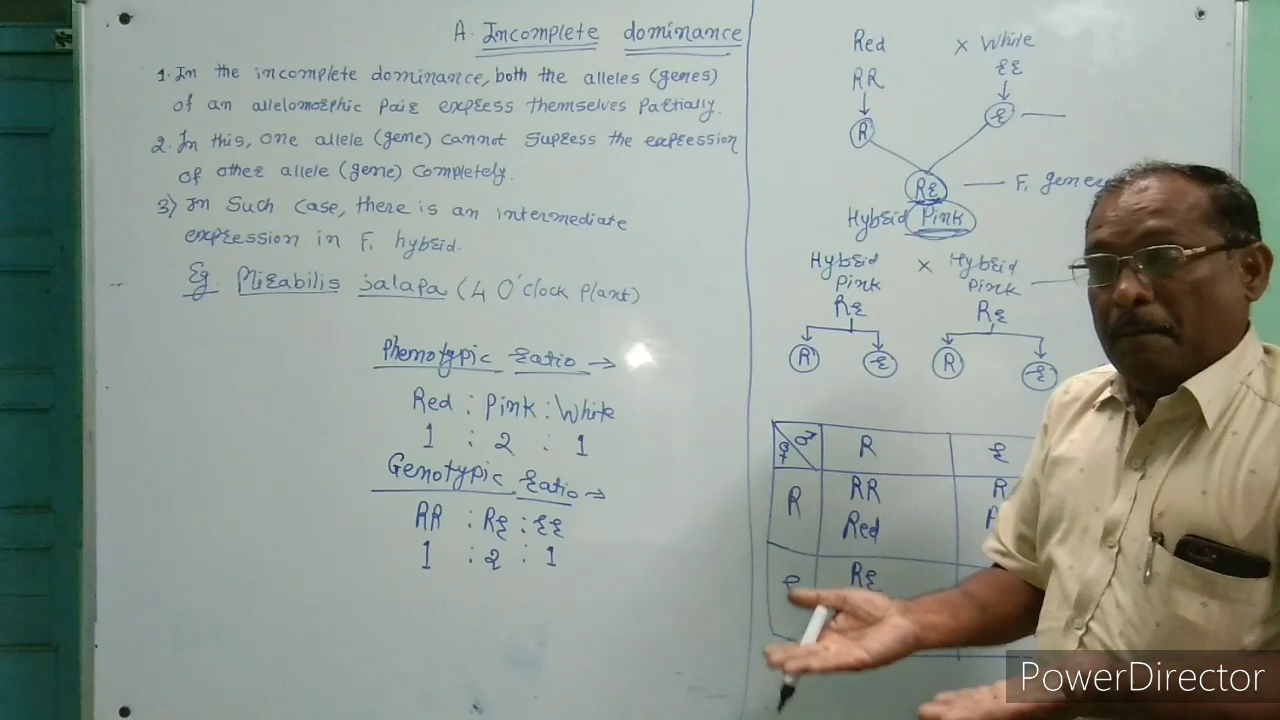 A. Incomplete dominance
1. In the incomplete dominance, both the alleles (genes)
of an allelomorphic pair express themselves partially.
2. In this, one allele (gene) cannot supress the expression
of other allele (gene) completely.
3) In Such Case, there is an intermediate
expression in F1 hybrid.
Eg. Mirabilis Jalapa (4 O'clock Plant)
Phenotypic ratio →
Red : Pink : White
1 : 2 : 1
Genotypic ratio →
RR : Rr : rr
1 : 2 : 1
Red × White
RR rr
R r
Rr — F1
Hybrid Pink
Hybrid × Hybrid
Pink Pink
Rr Rr
R r R r
♀ ♂ R r
R RR R
Red
r Rr
PowerDirector